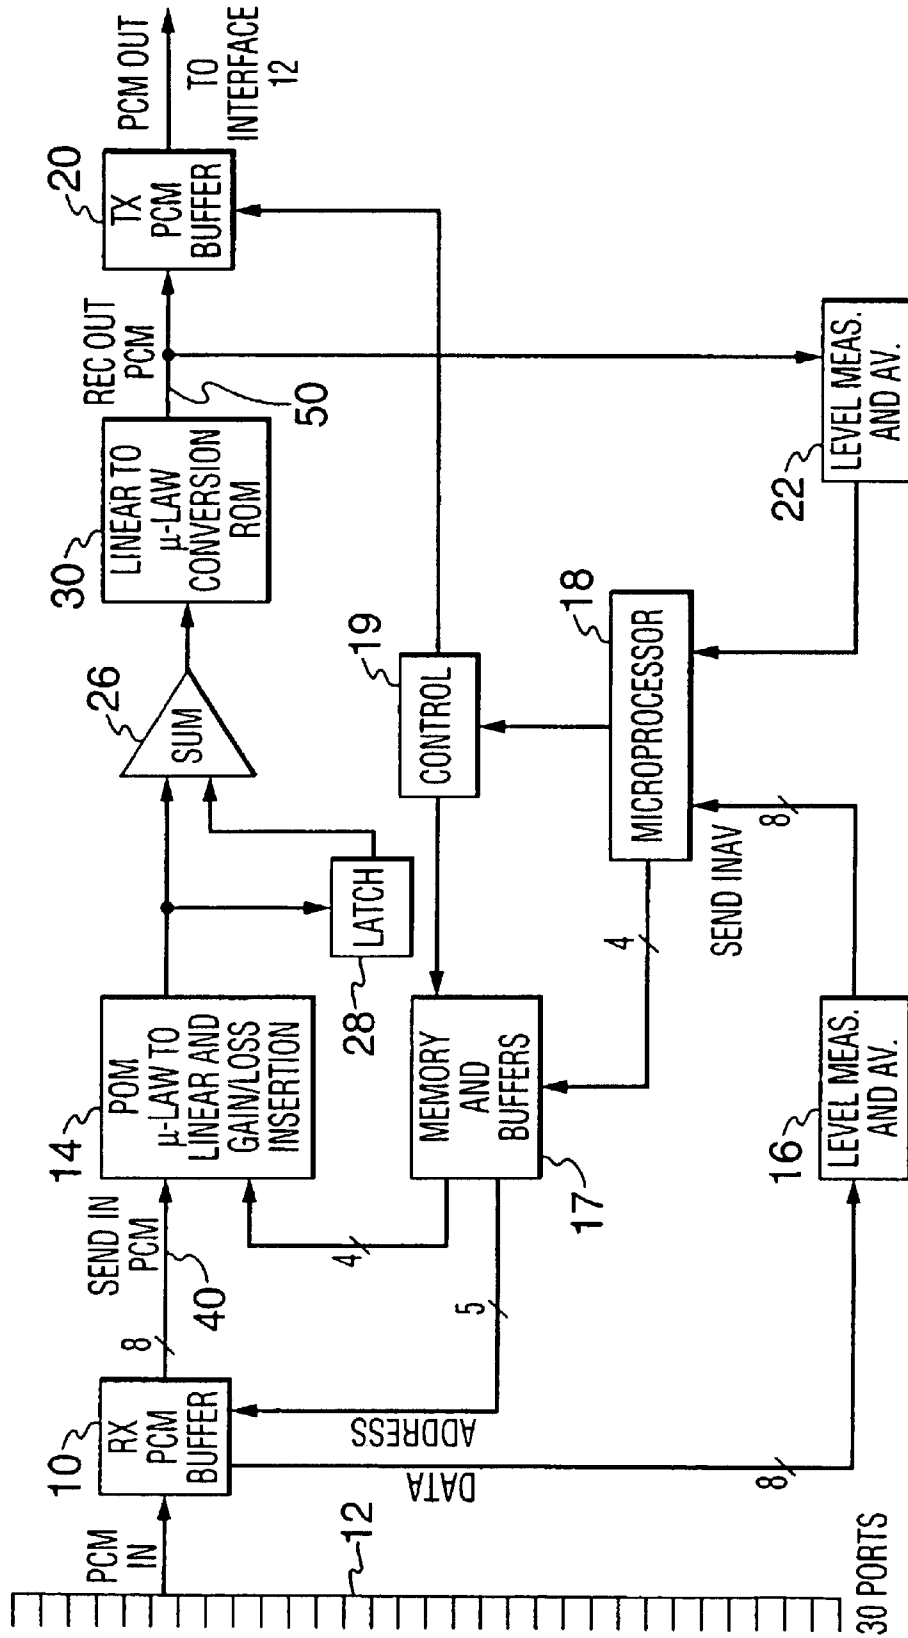 PCM
IN
12
30 PORTS
10
RX
PCM
BUFFER
8
SEND IN
PCM
40
ADDRESS
DATA
5
8
14
POM
µ-LAW TO
LINEAR AND
GAIN/LOSS
INSERTION
4
MEMORY
AND
BUFFERS
17
16
LEVEL MEAS.
AND AV.
28
LATCH
26
SUM
4
SEND INAV
8
19
CONTROL
18
MICROPROCESSOR
30
LINEAR TO
µ-LAW
CONVERSION
ROM
REC OUT
PCM
50
22
LEVEL MEAS.
AND AV.
20
TX
PCM
BUFFER
PCM OUT
TO
INTERFACE
12